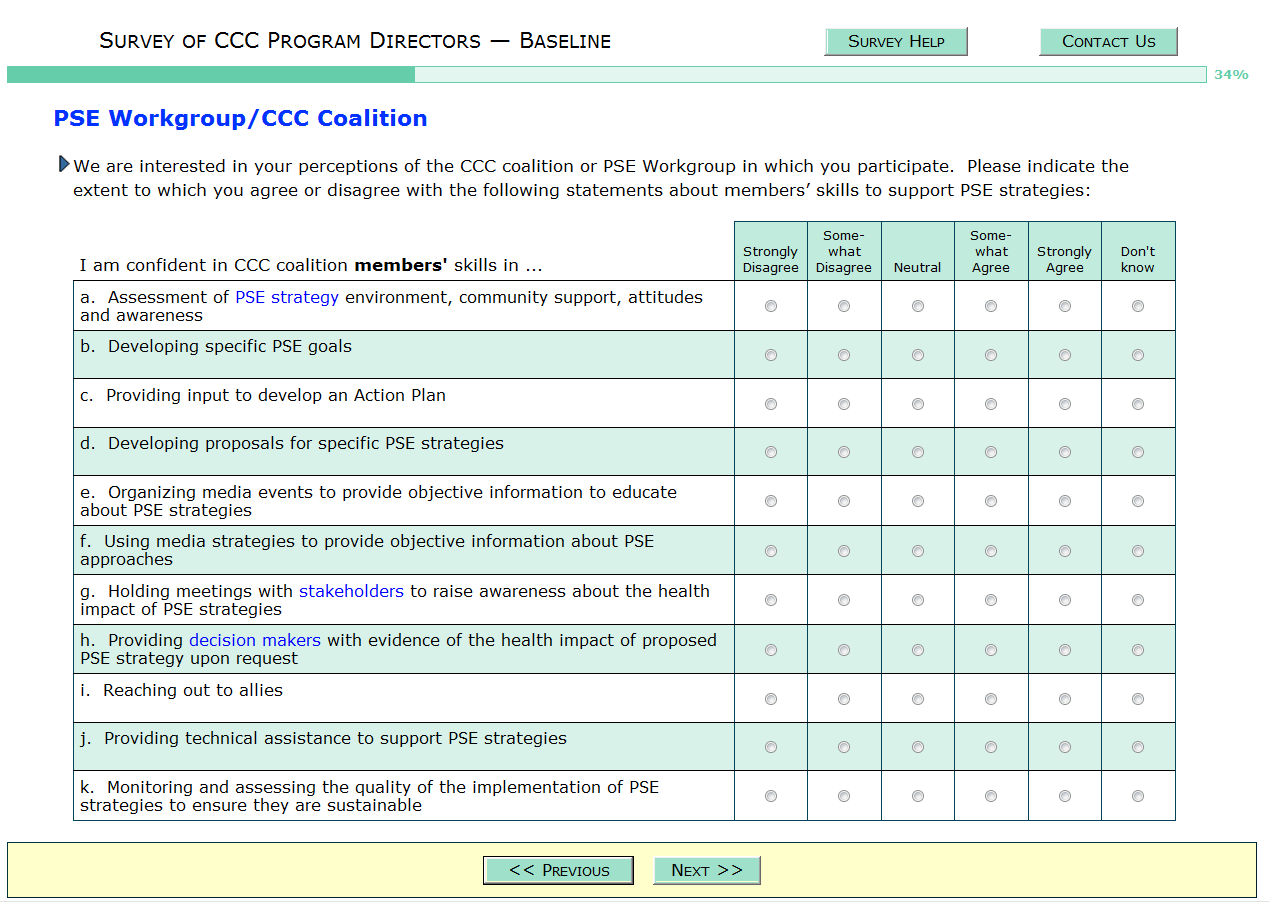 SURVEY OF CCC PROGRAM DIRECTORS — BASELINE
SURVEY HELP
CONTACT US
34%
PSE Workgroup/CCC Coalition
We are interested in your perceptions of the CCC coalition or PSE Workgroup in which you participate.  Please indicate the
extent to which you agree or disagree with the following statements about members’ skills to support PSE strategies:
I am confident in CCC coalition members' skills in ...
Strongly
Disagree
Some-
what
Disagree
Neutral
Some-
what
Agree
Strongly
Agree
Don't
know
a.  Assessment of PSE strategy environment, community support, attitudes
and awareness
b.  Developing specific PSE goals
c.  Providing input to develop an Action Plan
d.  Developing proposals for specific PSE strategies
e.  Organizing media events to provide objective information to educate
about PSE strategies
f.  Using media strategies to provide objective information about PSE
approaches
g.  Holding meetings with stakeholders to raise awareness about the health
impact of PSE strategies
h.  Providing decision makers with evidence of the health impact of proposed
PSE strategy upon request
i.  Reaching out to allies
j.  Providing technical assistance to support PSE strategies
k.  Monitoring and assessing the quality of the implementation of PSE
strategies to ensure they are sustainable
<< PREVIOUS
NEXT >>